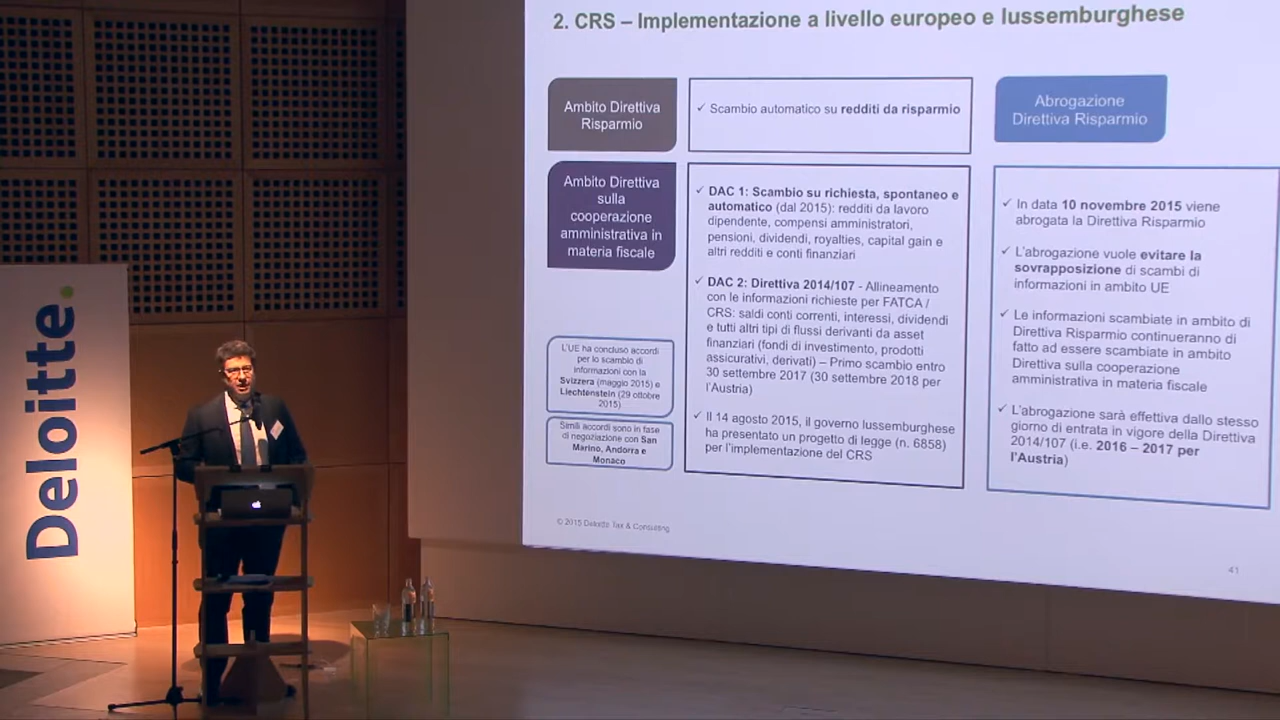 2. CRS – Implementazione a livello europeo e lussemburghese
Ambito Direttiva
Risparmio
✓ Scambio automatico su redditi da risparmio
Abrogazione
Direttiva Risparmio
Ambito Direttiva
sulla
cooperazione
amministrativa in
materia fiscale
✓ DAC 1: Scambio su richiesta, spontaneo e
automatico (dal 2015): redditi da lavoro
dipendente, compensi amministratori,
pensioni, dividendi, royalties, capital gain e
altri redditi e conti finanziari
✓ DAC 2: Direttiva 2014/107 - Allineamento
con le informazioni richieste per FATCA /
CRS: saldi conti correnti, interessi, dividendi
e tutti altri tipi di flussi derivanti da asset
finanziari (fondi di investimento, prodotti
assicurativi, derivati) – Primo scambio entro
30 settembre 2017 (30 settembre 2018 per
l'Austria)
✓ Il 14 agosto 2015, il governo lussemburghese
ha presentato un progetto di legge (n. 6858)
per l'implementazione del CRS
✓ In data 10 novembre 2015 viene
abrogata la Direttiva Risparmio
✓ L'abrogazione vuole evitare la
sovrapposizione di scambi di
informazioni in ambito UE
✓ Le informazioni scambiate in ambito di
Direttiva Risparmio continueranno di
fatto ad essere scambiate in ambito
Direttiva sulla cooperazione
amministrativa in materia fiscale
✓ L'abrogazione sarà effettiva dallo stesso
giorno di entrata in vigore della Direttiva
2014/107 (i.e. 2016 – 2017 per
l'Austria)
L'UE ha concluso accordi
per lo scambio di
informazioni con la
Svizzera (maggio 2015) e
Liechtenstein (29 ottobre
2015)
Simili accordi sono in fase
di negoziazione con San
Marino, Andorra e
Monaco
© 2015 Deloitte Tax & Consulting
41
Deloitte.